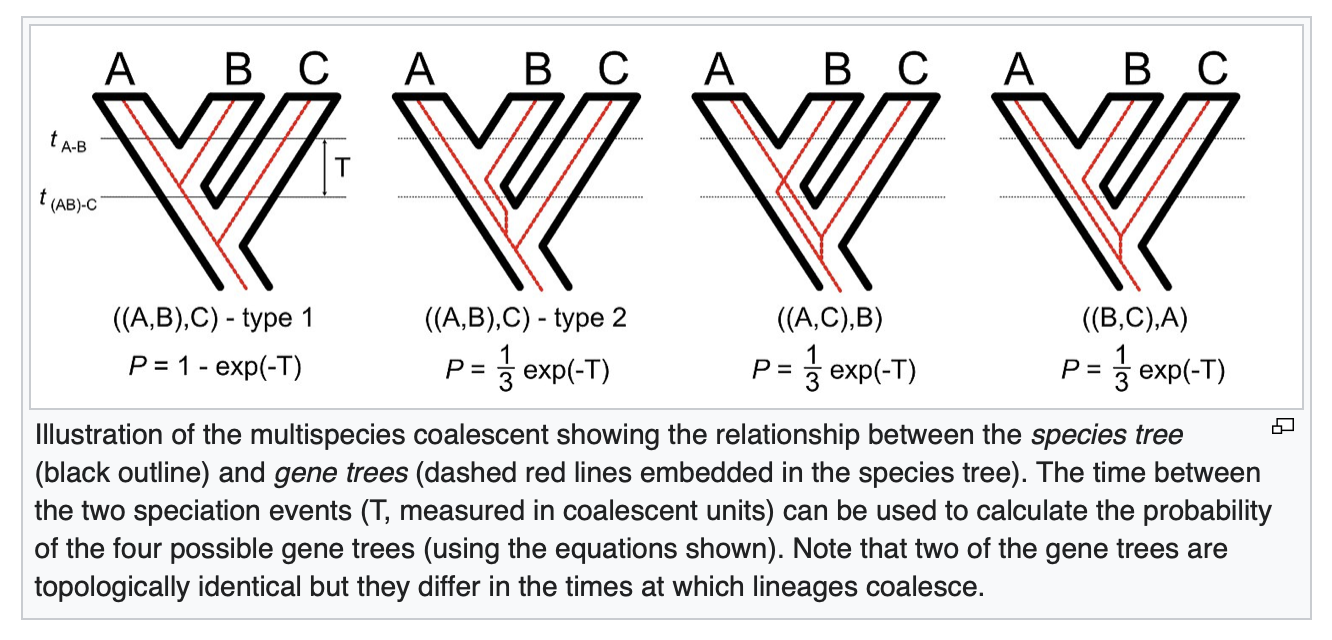 A B C A B C A B C A B C
t A-B
T
t (AB)-C
((A,B),C) - type 1 ((A,B),C) - type 2 ((A,C),B) ((B,C),A)
P = 1 - exp(-T) P = 1/3 exp(-T) P = 1/3 exp(-T) P = 1/3 exp(-T)
Illustration of the multispecies coalescent showing the relationship between the species tree
(black outline) and gene trees (dashed red lines embedded in the species tree). The time between
the two speciation events (T, measured in coalescent units) can be used to calculate the probability
of the four possible gene trees (using the equations shown). Note that two of the gene trees are
topologically identical but they differ in the times at which lineages coalesce.